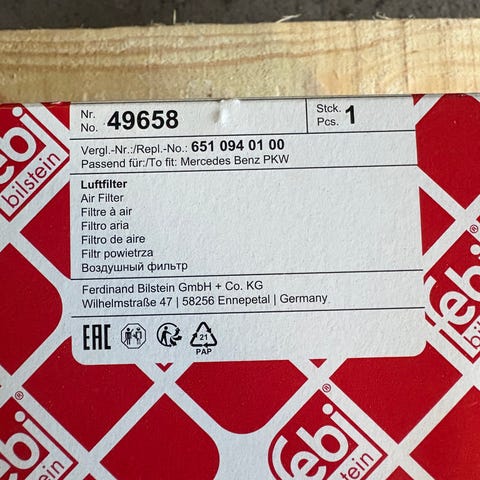 Nr.
No. 49658
Stck.
Pcs. 1
Vergl.-Nr.:/Repl.-No.: 651 094 01 00
Passend für:/To fit: Mercedes Benz PKW
Luftfilter
Air Filter
Filtre à air
Filtro aria
Filtro de aire
Filtr powietrza
Воздушный фильтр
Ferdinand Bilstein GmbH + Co. KG
Wilhelmstraße 47 | 58256 Ennepetal | Germany
EAC
21
PAP
febi
bilstein
febi
bilstein
febi
bilstein
febi
bilstein